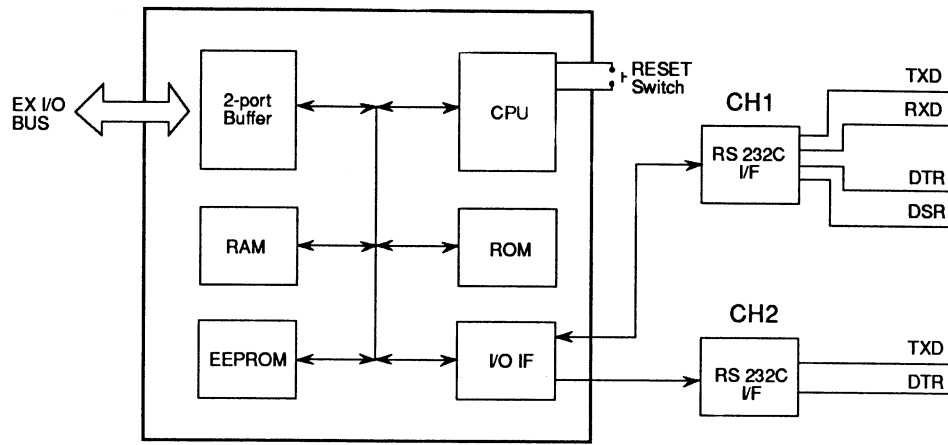 EX I/O
BUS
2-port
Buffer
CPU
RESET
Switch
RAM
ROM
EEPROM
I/O IF
CH1
RS 232C
I/F
TXD
RXD
DTR
DSR
CH2
RS 232C
I/F
TXD
DTR